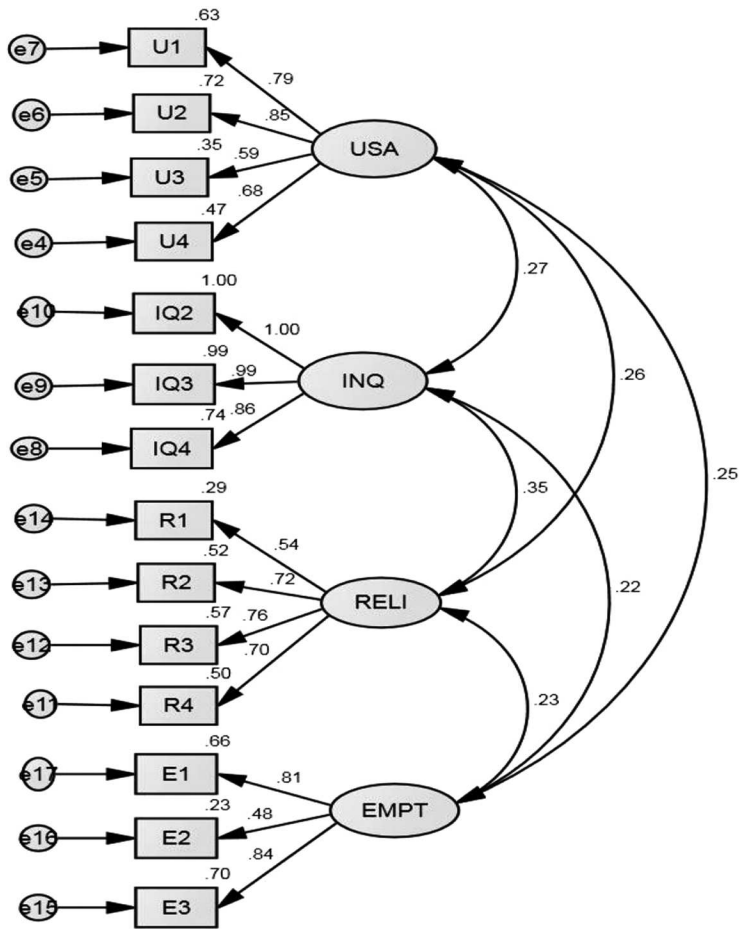 .63
e7 U1
.79
.72
e6 U2 .85
USA
.35 .59
e5 U3
.68
.47
e4 U4
.27
1.00
e10 IQ2 1.00
.99
e9 IQ3 .99 INQ .26
.74 .86
e8 IQ4
.25
.29
e14 R1 .35
.54
.52
e13 R2 .72
RELI .22
.57 .76
e12 R3
.70
.50
e11 R4 .23
.66
e17 E1 .81
.23 .48 EMPT
e16 E2
.84
.70
e15 E3